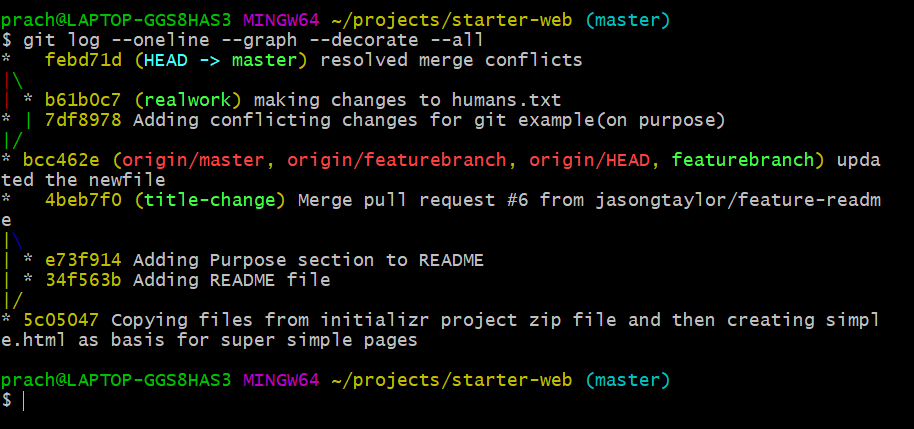 prach@LAPTOP-GGS8HAS3 MINGW64 ~/projects/starter-web (master)
$ git log --oneline --graph --decorate --all
*   febd71d (HEAD -> master) resolved merge conflicts
|\
| * b61b0c7 (realwork) making changes to humans.txt
* | 7df8978 Adding conflicting changes for git example(on purpose)
|/
* bcc462e (origin/master, origin/featurebranch, origin/HEAD, featurebranch) upda
ted the newfile
*   4beb7f0 (title-change) Merge pull request #6 from jasongtaylor/feature-readm
e
|\
| * e73f914 Adding Purpose section to README
| * 34f563b Adding README file
|/
* 5c05047 Copying files from initializr project zip file and then creating simpl
e.html as basis for super simple pages
prach@LAPTOP-GGS8HAS3 MINGW64 ~/projects/starter-web (master)
$